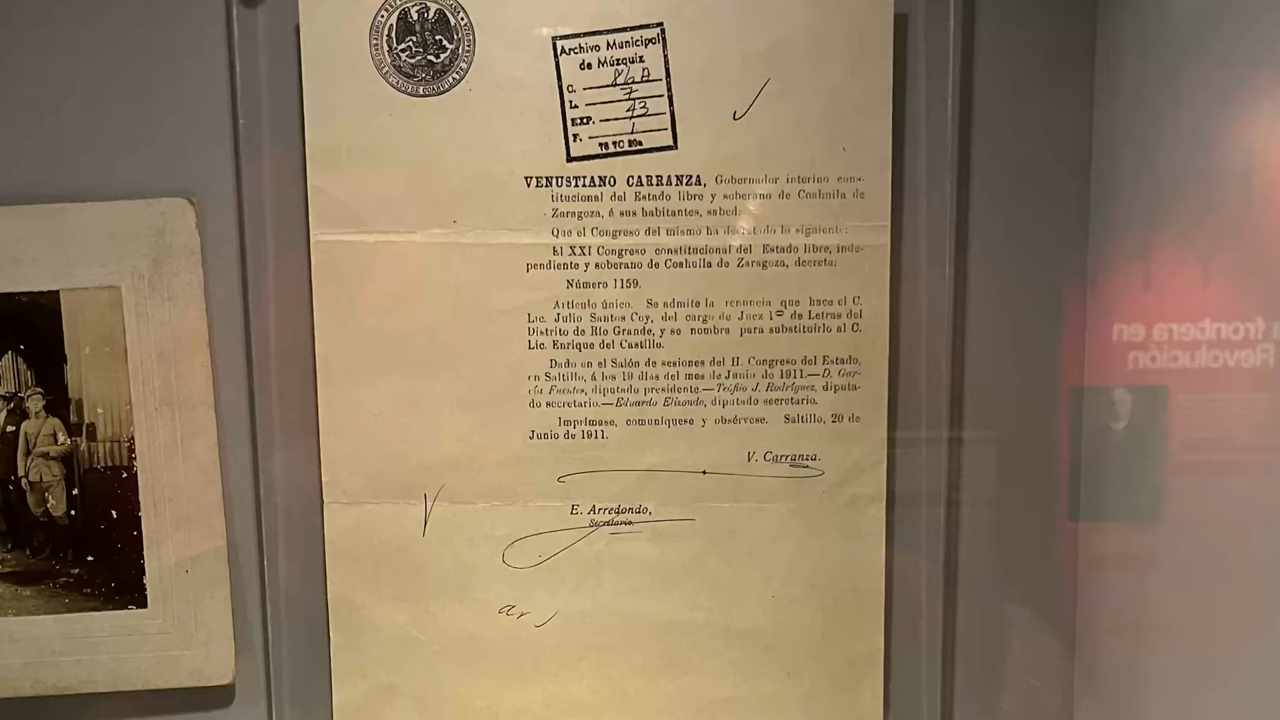 GOBIERNO DEL ESTADO DE COAHUILA DE ZARAGOZA
Archivo Municipal
de Múzquiz
C. 86A
L. 7
EXP. 43
F. 1
VENUSTIANO CARRANZA, Gobernador interino cons-
titucional del Estado libre y soberano de Coahuila de
Zaragoza, á sus habitantes, sabed:
Que el Congreso del mismo ha decretado lo siguiente:
El XXI Congreso constitucional del Estado libre, inde-
pendiente y soberano de Coahuila de Zaragoza, decreta:
Número 1159.
Artículo único. Se admite la renuncia que hace el C.
Lic. Julio Santos Coy, del cargo de Juez 1º de Letras del
Distrito de Río Grande, y se nombra para substituirlo al C.
Lic. Enrique del Castillo.
Dado en el Salón de sesiones del H. Congreso del Estado,
en Saltillo, á los 19 días del mes de Junio de 1911.—D. Gar-
cía Fuentes, diputado presidente.—Teófilo J. Rodríguez, diputa-
do secretario.—Eduardo Elizondo, diputado secretario.
Imprímase, comuníquese y obsérvese. Saltillo, 20 de
Junio de 1911.
V. Carranza.
E. Arredondo,
Secretario.
frontera en
Revolución